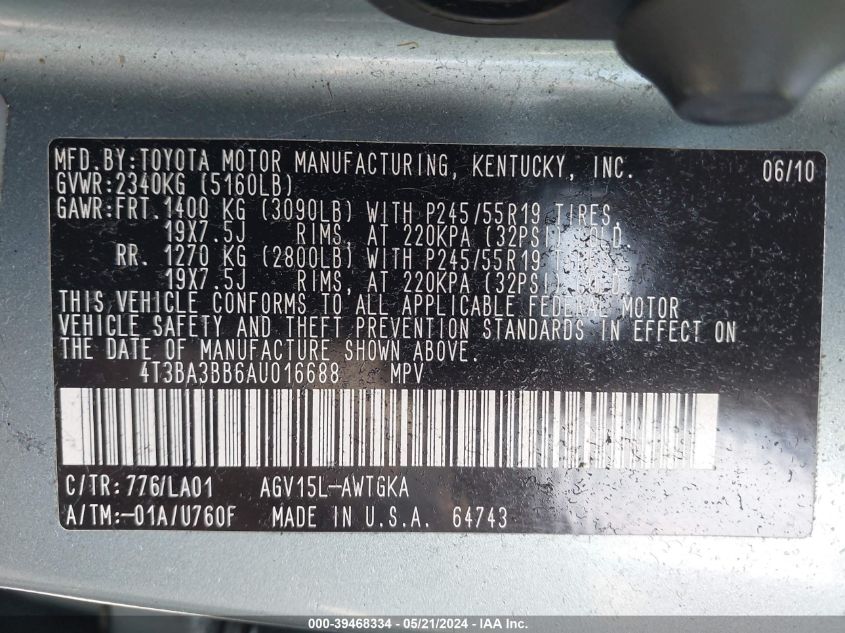 MFD.BY:TOYOTA MOTOR MANUFACTURING, KENTUCKY, INC. 06/10
GVWR:2340KG (5160LB)
GAWR:FRT. 1400 KG (3090LB) WITH P245/55R19 TIRES,
19X7.5J RIMS, AT 220KPA (32PSI) COLD.
RR. 1270 KG (2800LB) WITH P245/55R19
19X7.5J RIMS, AT 220KPA (32PSI) COLD.
THIS VEHICLE CONFORMS TO ALL APPLICABLE FEDERAL MOTOR
VEHICLE SAFETY AND THEFT PREVENTION STANDARDS IN EFFECT ON
THE DATE OF MANUFACTURE SHOWN ABOVE.
4T3BA3BB6AU016688 MPV
C/TR:776/LA01 AGV15L-AWTGKA
A/TM:-01A/U760F MADE IN U.S.A. 64743
000-39468334 - 05/21/2024 - IAA Inc.